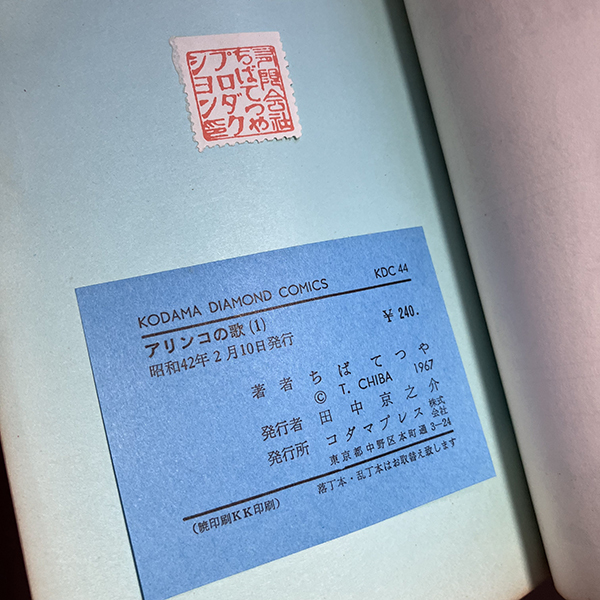 有限会社
ちばてつや
プロダク
シヨン印
KODAMA DIAMOND COMICS KDC 44
アリンコの歌(1) ¥ 240.
昭和42年2月10日発行
著者 ちばてつや
© T. CHIBA 1967
発行者 田中京之介
発行所 コダマプレス株式会社
東京都中野区本町通3−24
落丁本・乱丁本はお取替え致します
(暁印刷KK印刷)